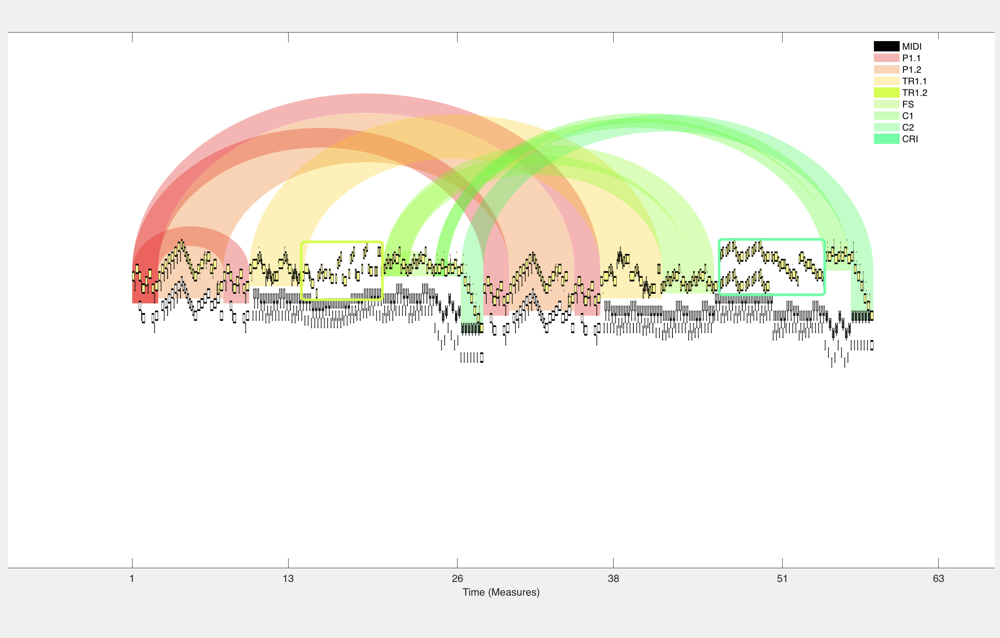 MIDI
P1.1
P1.2
TR1.1
TR1.2
FS
C1
C2
CRI
1 13 26 38 51 63
Time (Measures)